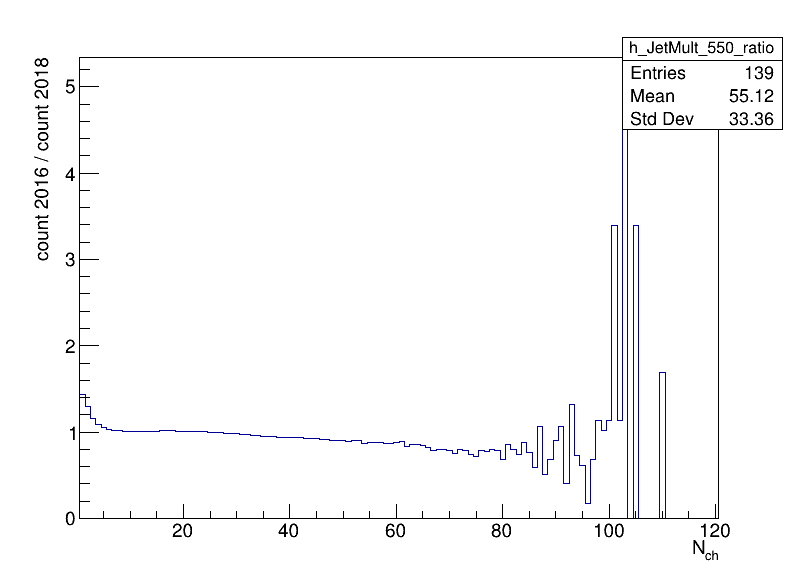 h_JetMult_550_ratio
Entries 139
Mean 55.12
Std Dev 33.36
count 2016 / count 2018
5
4
3
2
1
0
20 40 60 80 100 120
N_ch